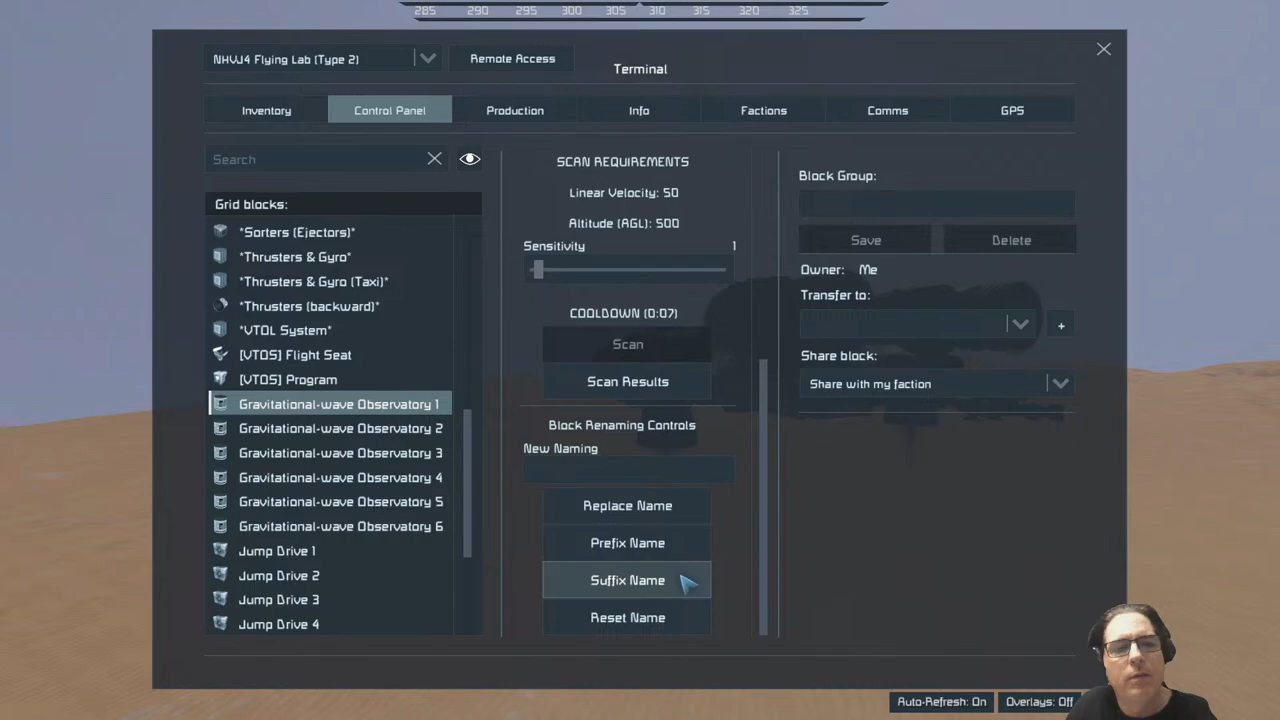 285 290 295 300 305 310 315 320 325
NHVJ4 Flying Lab (Type 2)
Remote Access
Terminal
Inventory
Control Panel
Production
Info
Factions
Comms
GPS
Search
Grid blocks:
*Sorters (Ejectors)*
*Thrusters & Gyro*
*Thrusters & Gyro (Taxi)*
*Thrusters (backward)*
*VTOL System*
[VTOS] Flight Seat
[VTOS] Program
Gravitational-wave Observatory 1
Gravitational-wave Observatory 2
Gravitational-wave Observatory 3
Gravitational-wave Observatory 4
Gravitational-wave Observatory 5
Gravitational-wave Observatory 6
Jump Drive 1
Jump Drive 2
Jump Drive 3
Jump Drive 4
SCAN REQUIREMENTS
Linear Velocity: 50
Altitude (AGL): 500
Sensitivity 1
COOLDOWN (0:07)
Scan
Scan Results
Block Renaming Controls
New Naming
Replace Name
Prefix Name
Suffix Name
Reset Name
Block Group:
Save
Delete
Owner: Me
Transfer to:
+
Share block:
Share with my faction
Auto-Refresh: On
Overlays: Off